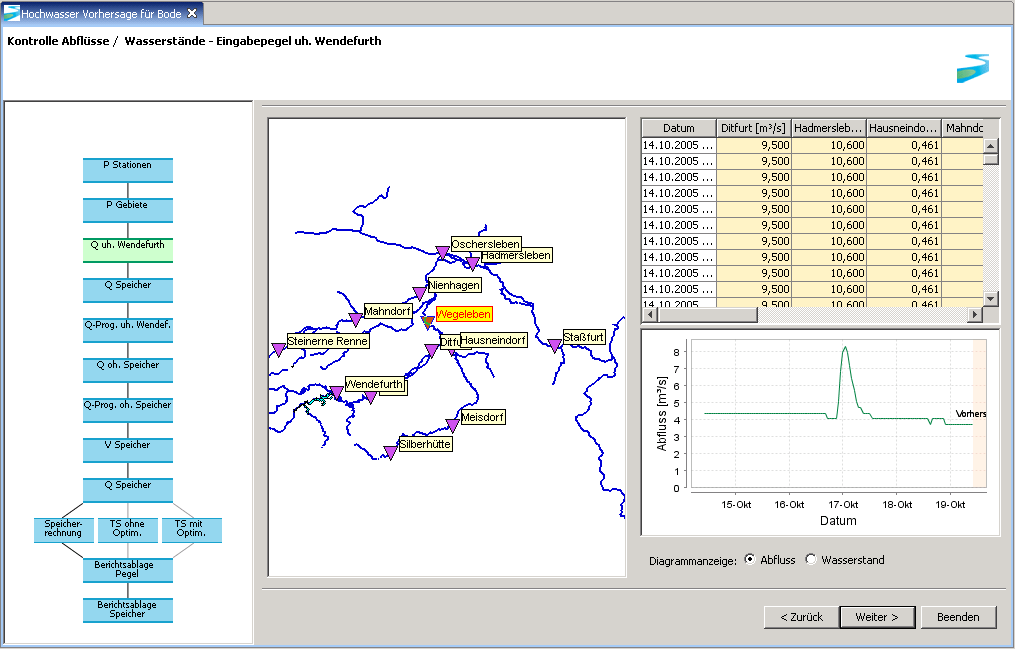 Hochwasser Vorhersage für Bode
Kontrolle Abflüsse / Wasserstände - Eingabepegel uh. Wendefurth
P Stationen
P Gebiete
Q uh. Wendefurth
Q Speicher
Q-Prog. uh. Wendef.
Q oh. Speicher
Q-Prog. oh. Speicher
V Speicher
Q Speicher
Speicher-
rechnung
TS ohne
Optim.
TS mit
Optim.
Berichtsablage
Pegel
Berichtsablage
Speicher
Oschersleben
Hadmersleben
Nienhagen
Mahndorf
Wegeleben
Steinerne Renne
Ditfu
Hausneindorf
Staßfurt
Wendefurth
Meisdorf
Silberhütte
Datum Ditfurt [m³/s] Hadmersleb... Hausneindo... Mahndo
14.10.2005 ... 9,500 10,600 0,461
14.10.2005 ... 9,500 10,600 0,461
14.10.2005 ... 9,500 10,600 0,461
14.10.2005 ... 9,500 10,600 0,461
14.10.2005 ... 9,500 10,600 0,461
14.10.2005 ... 9,500 10,600 0,461
14.10.2005 ... 9,500 10,600 0,461
14.10.2005 ... 9,500 10,600 0,461
14.10.2005 ... 9,500 10,600 0,461
14.10.2005 ... 9,500 10,600 0,461
14.10.2005 ... 9,500 10,600 0,461
Abfluss [m³/s]
8
7
6
5
4
3
2
1
0
Vorhers
15-Okt 16-Okt 17-Okt 18-Okt 19-Okt
Datum
Diagrammanzeige: Abfluss Wasserstand
< Zurück Weiter > Beenden